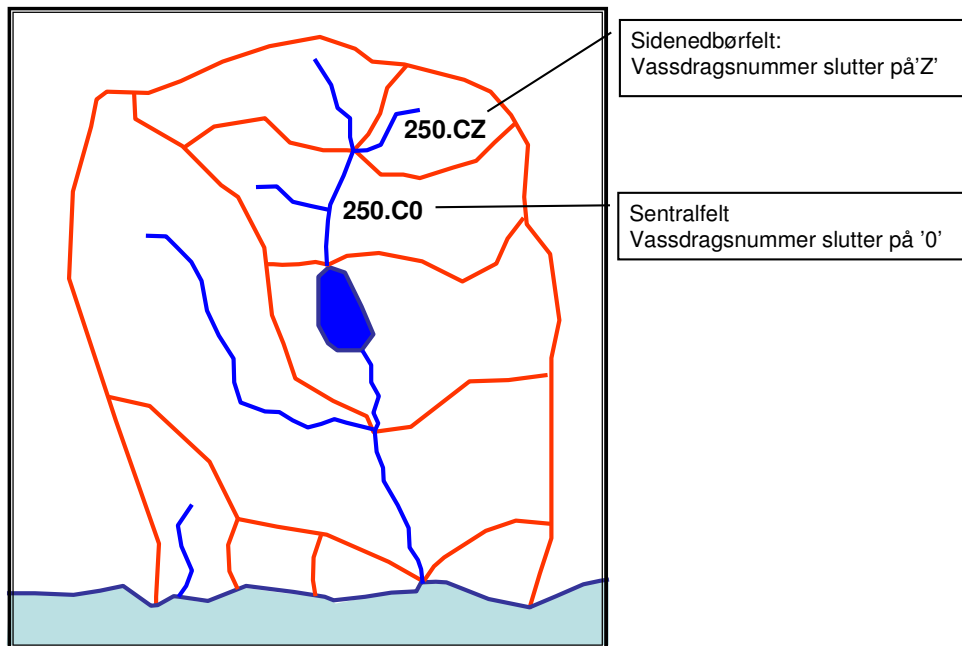 Sidenedbørfelt:
Vassdragsnummer slutter på'Z'
250.CZ
250.C0
Sentralfelt
Vassdragsnummer slutter på '0'